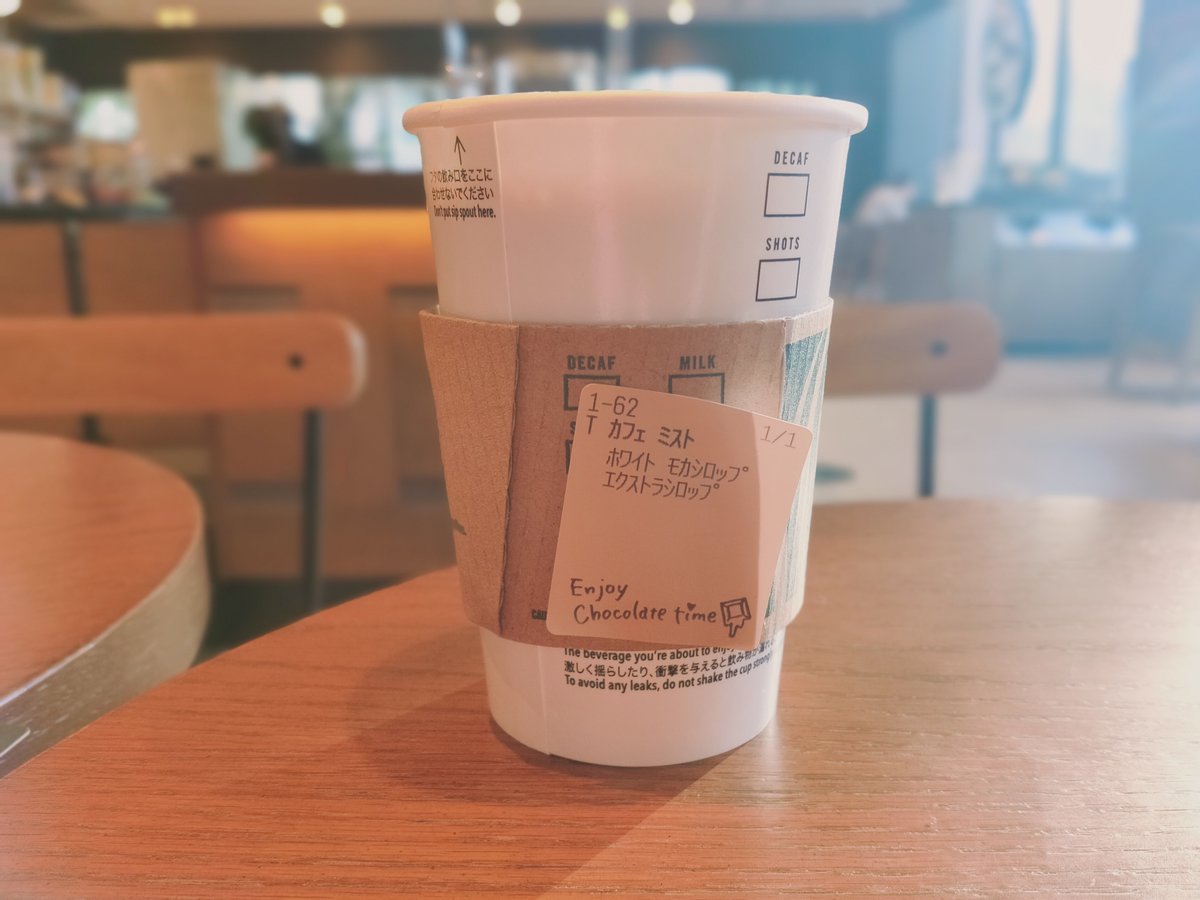 の飲み口をここに
合わせないでください
Don't put sip spout here.
DECAF
SHOTS
DECAF MILK
1-62
T カフェ ミスト 1/1
ホワイト モカシロップ
エクストラシロップ
Enjoy
Chocolate time
The beverage you're about to enjoy
激しく揺らしたり、衝撃を与えると飲み物が漏れ
To avoid any leaks, do not shake the cup strongly